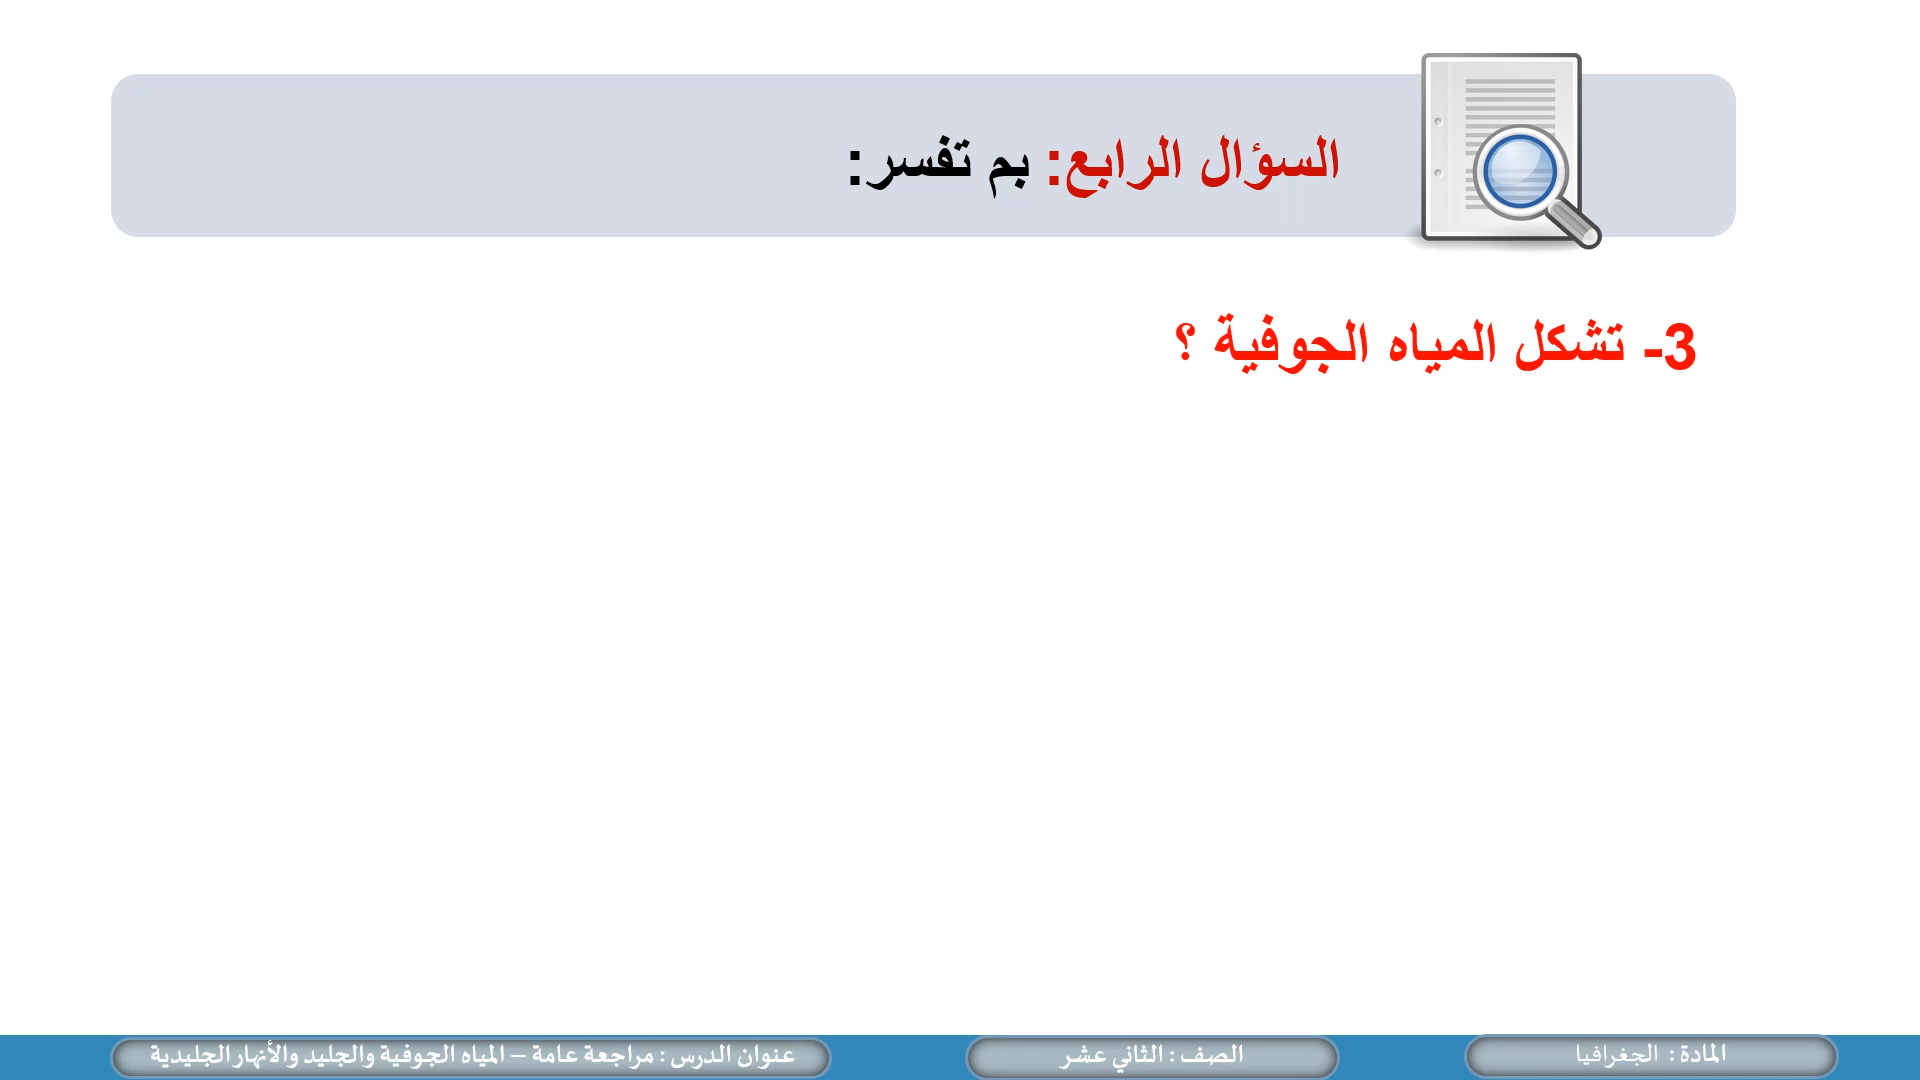 السؤال الرابع: بم تفسر:
3- تشكل المياه الجوفية ؟
المادة : الجغرافيا
الصف : الثاني عشر
عنوان الدرس : مراجعة عامة – المياه الجوفية والجليد والأنهار الجليدية